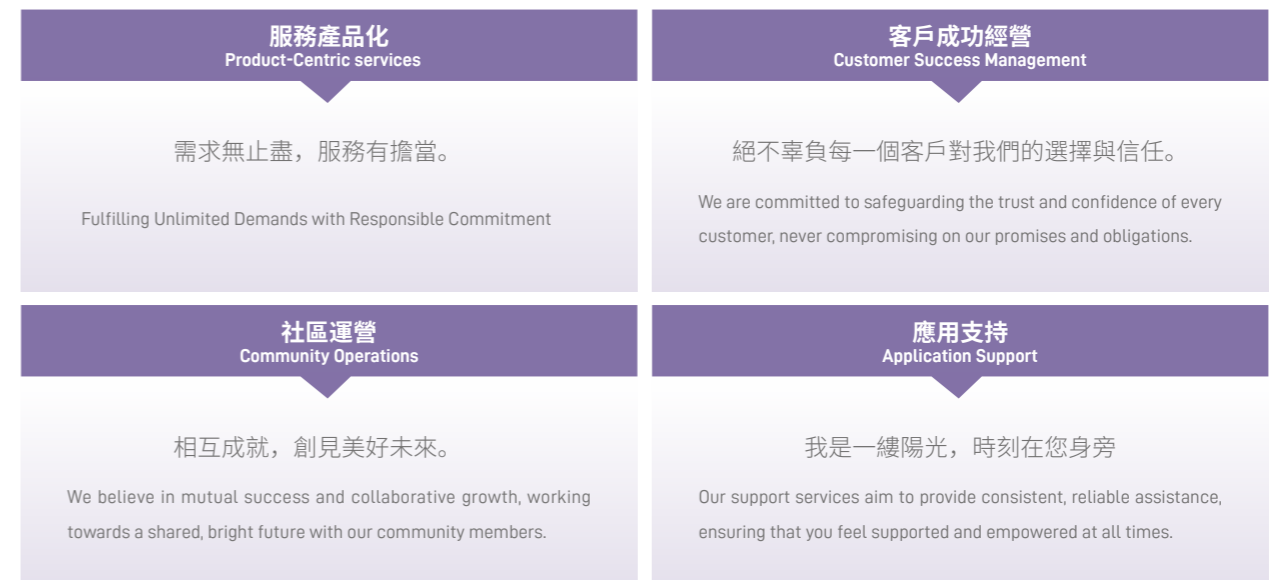 服務產品化
Product-Centric services
需求無止盡，服務有擔當。
Fulfilling Unlimited Demands with Responsible Commitment
客戶成功經營
Customer Success Management
絕不辜負每一個客戶對我們的選擇與信任。
We are committed to safeguarding the trust and confidence of every
customer, never compromising on our promises and obligations.
社區運營
Community Operations
相互成就，創見美好未來。
We believe in mutual success and collaborative growth, working
towards a shared, bright future with our community members.
應用支持
Application Support
我是一縷陽光，時刻在您身旁
Our support services aim to provide consistent, reliable assistance,
ensuring that you feel supported and empowered at all times.